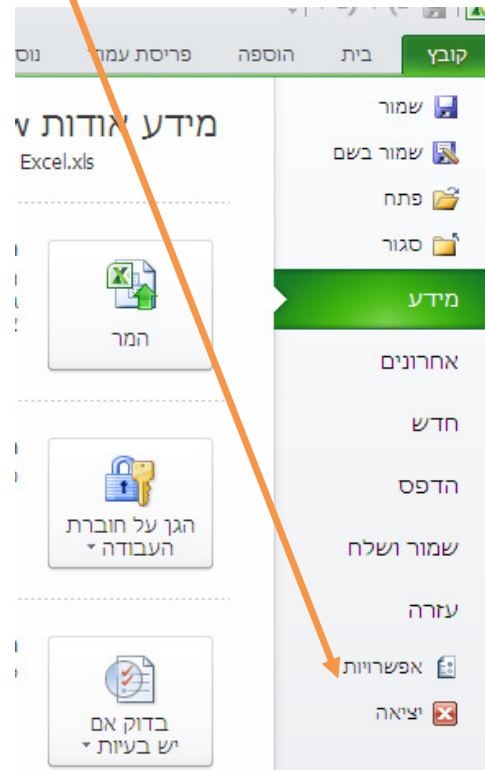 קובץ בית הוספה פריסת עמוד
שמור
שמור בשם
פתח
סגור
מידע
אחרונים
חדש
הדפס
שמור ושלח
עזרה
אפשרויות
יציאה
מידע אודות w
Excel.xls
המר
הגן על חוברת
העבודה
בדוק אם
יש בעיות